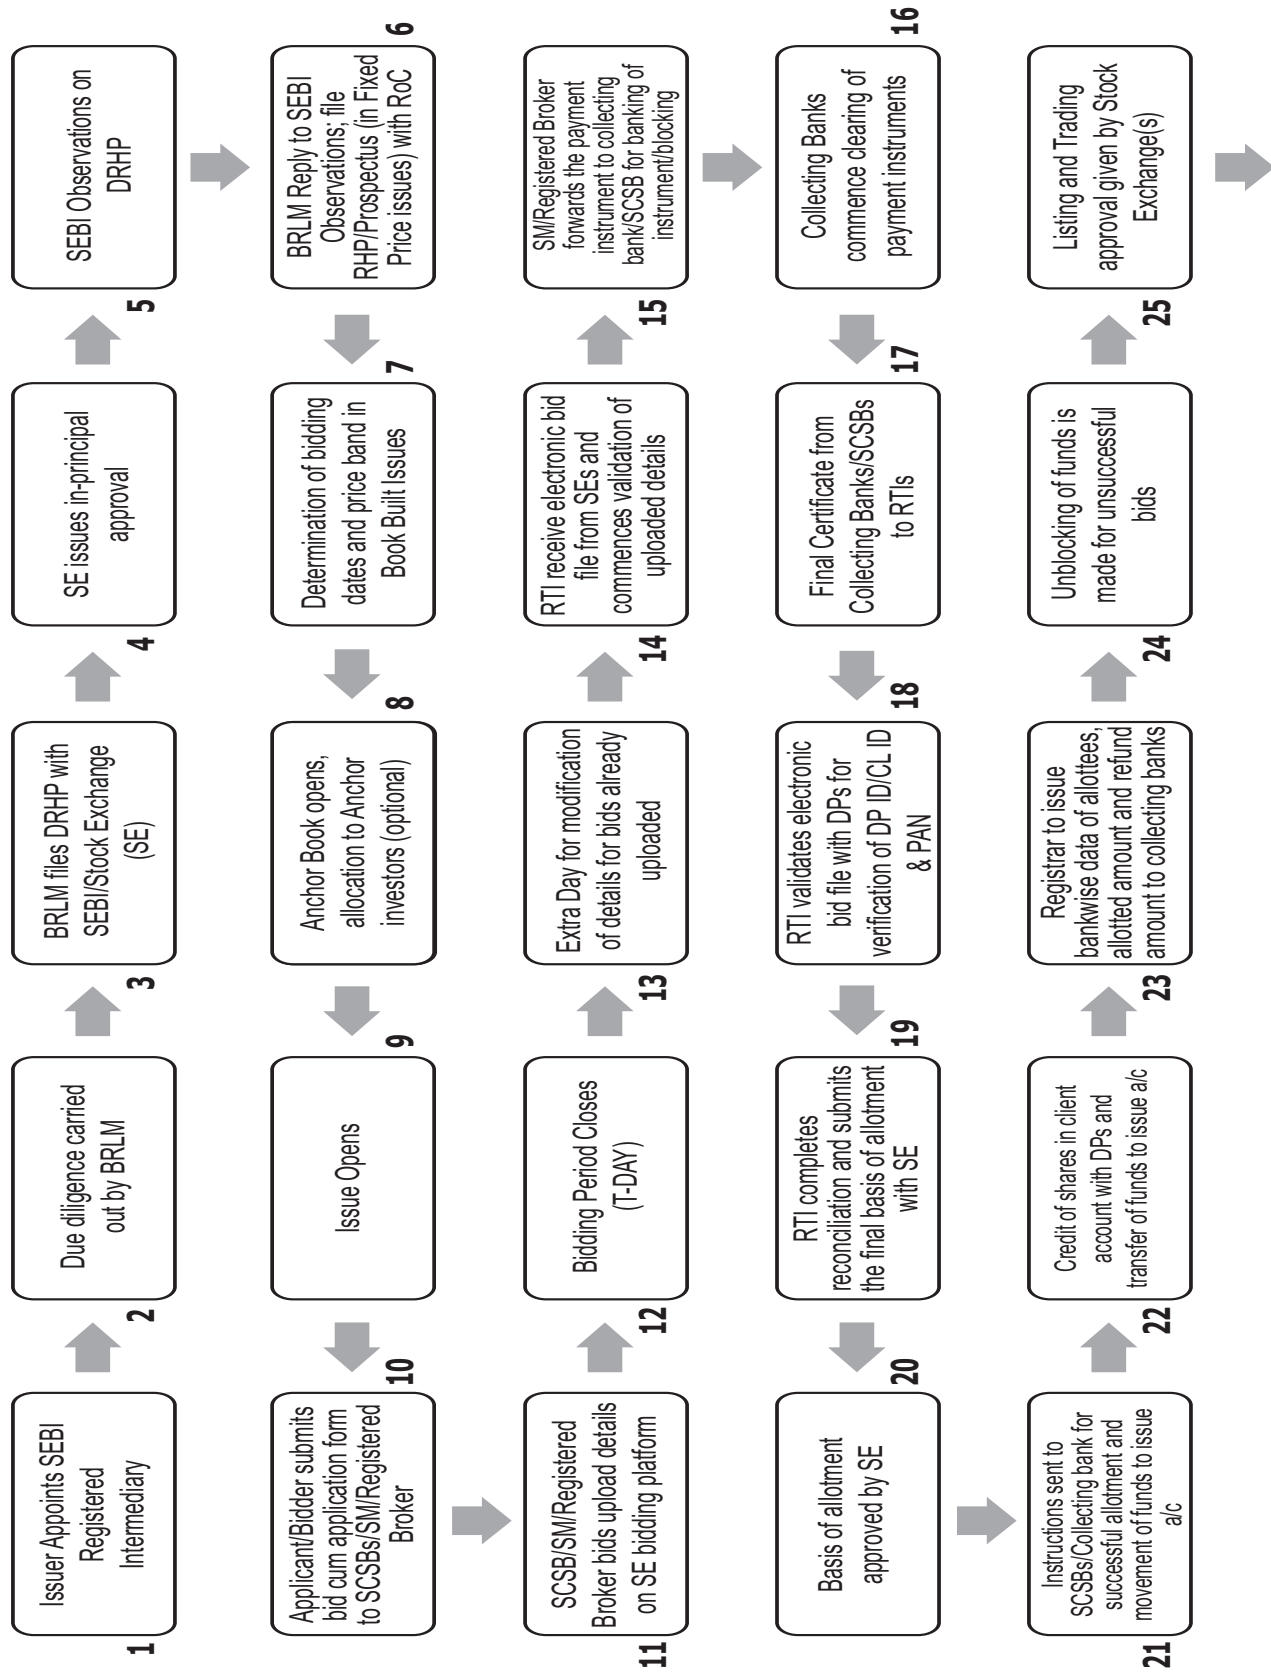 1
Issuer Appoints SEBI
Registered
Intermediary
2
Due diligence carried
out by BRLM
3
BRLM files DRHP with
SEBI/Stock Exchange
(SE)
4
SE issues in-principal
approval
5
SEBI Observations on
DRHP
6
BRLM Reply to SEBI
Observations; file
RHP/Prospectus (in Fixed
Price issues) with RoC
7
Determination of bidding
dates and price band in
Book Built Issues
8
Anchor Book opens,
allocation to Anchor
investors (optional)
9
Issue Opens
10
Applicant/Bidder submits
bid cum application form
to SCSBs/SM/Registered
Broker
11
SCSB/SM/Registered
Broker bids upload details
on SE bidding platform
12
Bidding Period Closes
(T-DAY)
13
Extra Day for modification
of details for bids already
uploaded
14
RTI receive electronic bid
file from SEs and
commences validation of
uploaded details
15
SM/Registered Broker
forwards the payment
instrument to collecting
bank/SCSB for banking of
instrument/blocking
16
Collecting Banks
commence clearing of
payment instruments
17
Final Certificate from
Collecting Banks/SCSBs
to RTIs
18
RTI validates electronic
bid file with DPs for
verification of DP ID/CL ID
& PAN
19
RTI completes
reconciliation and submits
the final basis of allotment
with SE
20
Basis of allotment
approved by SE
21
Instructions sent to
SCSBs/Collecting bank for
successful allotment and
movement of funds to issue
a/c
22
Credit of shares in client
account with DPs and
transfer of funds to issue a/c
23
Registrar to issue
bankwise data of allottees,
allotted amount and refund
amount to collecting banks
24
Unblocking of funds is
made for unsuccessful
bids
25
Listing and Trading
approval given by Stock
Exchange(s)